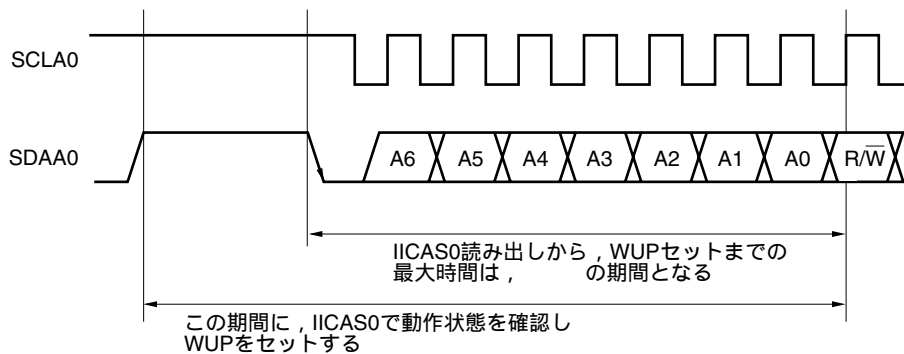 SCLA0
SDAA0
A6 A5 A4 A3 A2 A1 A0 R/W̅
IICAS0読み出しから，WUPセットまでの
最大時間は，　　　の期間となる
この期間に，IICAS0で動作状態を確認し
WUPをセットする